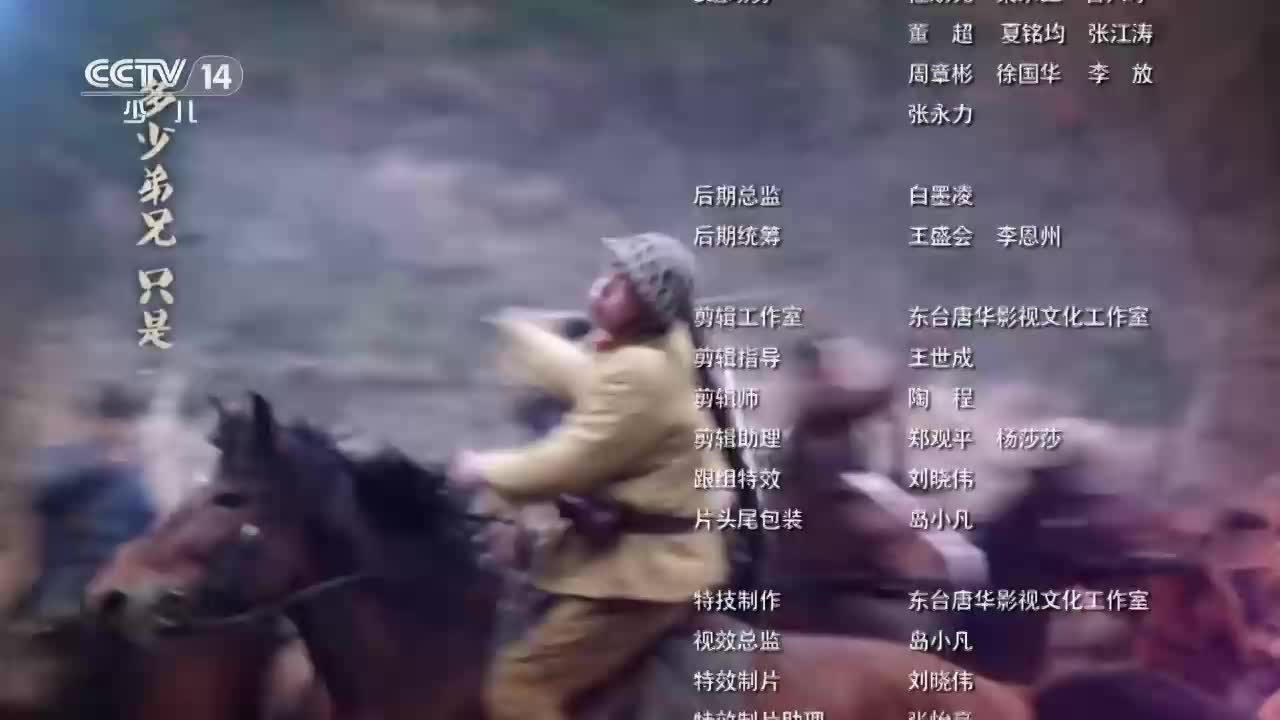 CCTV 14
少儿
多少弟兄 只是
董　超　夏铭均　张江涛
周章彬　徐国华　李　放
张永力
后期总监　白墨凌
后期统筹　王盛会　李恩州
剪辑工作室　东台唐华影视文化工作室
剪辑指导　王世成
剪辑师　陶　程
剪辑助理　郑观平　杨莎莎
跟组特效　刘晓伟
片头尾包装　岛小凡
特技制作　东台唐华影视文化工作室
视效总监　岛小凡
特效制片　刘晓伟
特效制片助理